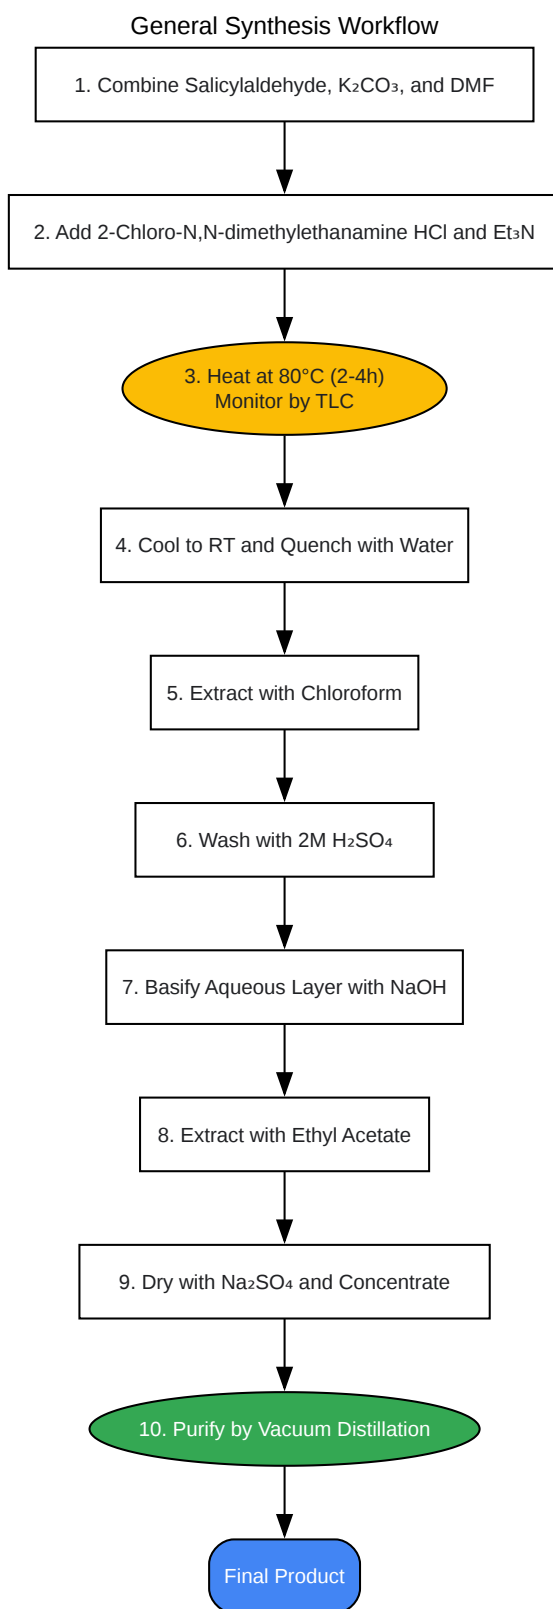 General Synthesis Workflow
1. Combine Salicylaldehyde, K₂CO₃, and DMF
2. Add 2-Chloro-N,N-dimethylethanamine HCl and Et₃N
3. Heat at 80°C (2-4h)
Monitor by TLC
4. Cool to RT and Quench with Water
5. Extract with Chloroform
6. Wash with 2M H₂SO₄
7. Basify Aqueous Layer with NaOH
8. Extract with Ethyl Acetate
9. Dry with Na₂SO₄ and Concentrate
10. Purify by Vacuum Distillation
Final Product